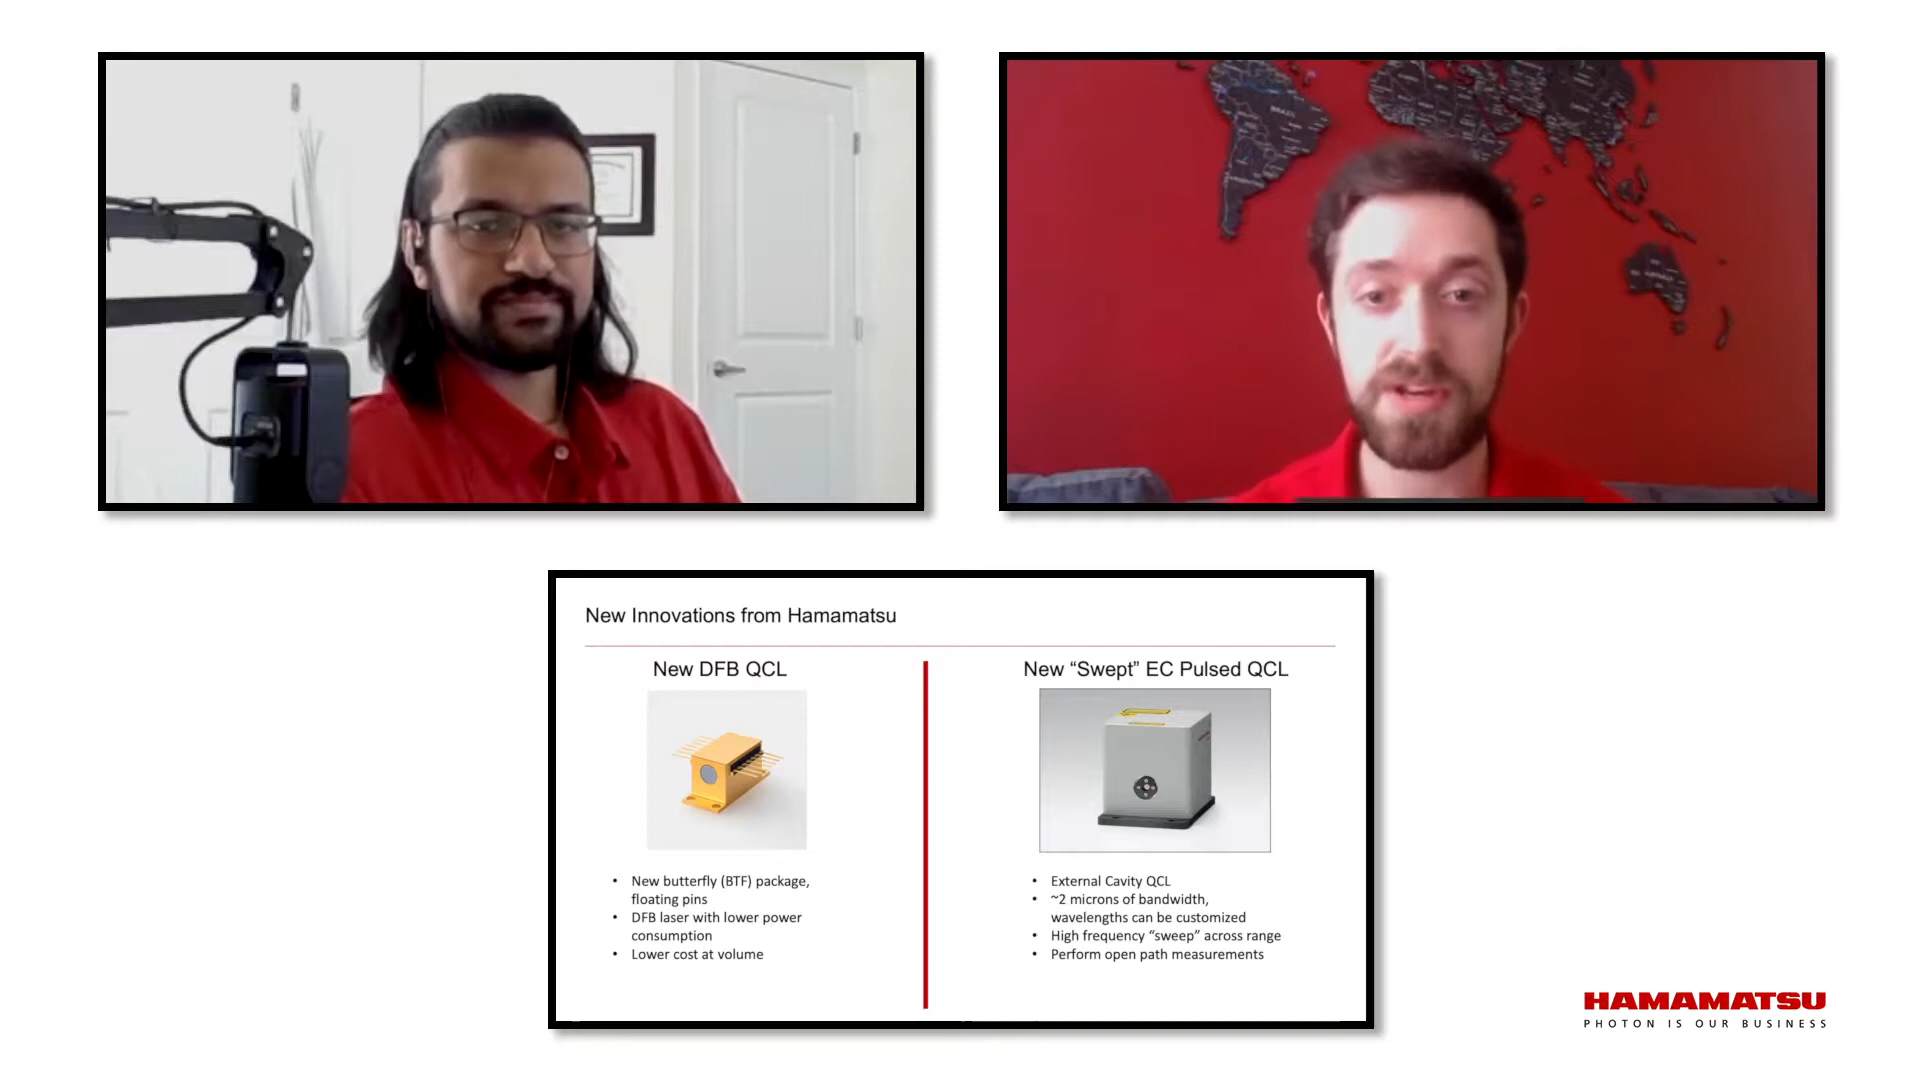 BRAZIL
New Innovations from Hamamatsu
New DFB QCL
• New butterfly (BTF) package,
floating pins
• DFB laser with lower power
consumption
• Lower cost at volume
New “Swept” EC Pulsed QCL
• External Cavity QCL
• ~2 microns of bandwidth,
wavelengths can be customized
• High frequency “sweep” across range
• Perform open path measurements
HAMAMATSU
PHOTON IS OUR BUSINESS